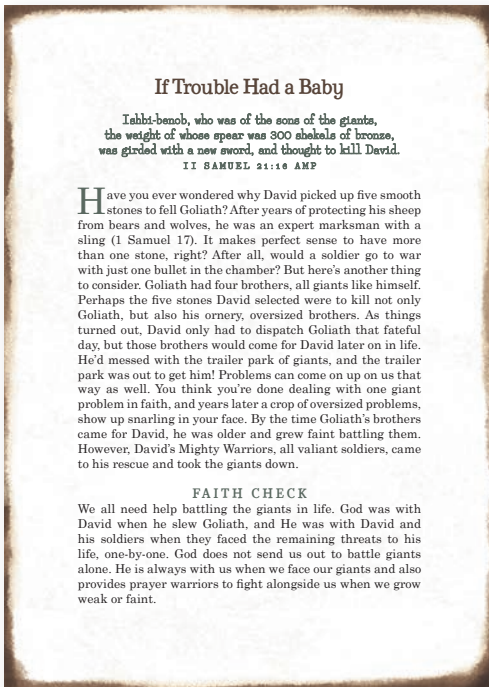 If Trouble Had a Baby
Ishbi-benob, who was of the sons of the giants,
the weight of whose spear was 300 shekels of bronze,
was girded with a new sword, and thought to kill David.
II SAMUEL 21:16 AMP
Have you ever wondered why David picked up five smooth
stones to fell Goliath? After years of protecting his sheep
from bears and wolves, he was an expert marksman with a
sling (1 Samuel 17). It makes perfect sense to have more
than one stone, right? After all, would a soldier go to war
with just one bullet in the chamber? But here's another thing
to consider. Goliath had four brothers, all giants like himself.
Perhaps the five stones David selected were to kill not only
Goliath, but also his ornery, oversized brothers. As things
turned out, David only had to dispatch Goliath that fateful
day, but those brothers would come for David later on in life.
He'd messed with the trailer park of giants, and the trailer
park was out to get him! Problems can come up on us that
way as well. You think you're done dealing with one giant
problem in faith, and years later a crop of oversized problems,
show up snarling in your face. By the time Goliath's brothers
came for David, he was older and grew faint battling them.
However, David's Mighty Warriors, all valiant soldiers, came
to his rescue and took the giants down.
FAITH CHECK
We all need help battling the giants in life. God was with
David when he slew Goliath, and He was with David and
his soldiers when they faced the remaining threats to his
life, one-by-one. God does not send us out to battle giants
alone. He is always with us when we face our giants and also
provides prayer warriors to fight alongside us when we grow
weak or faint.